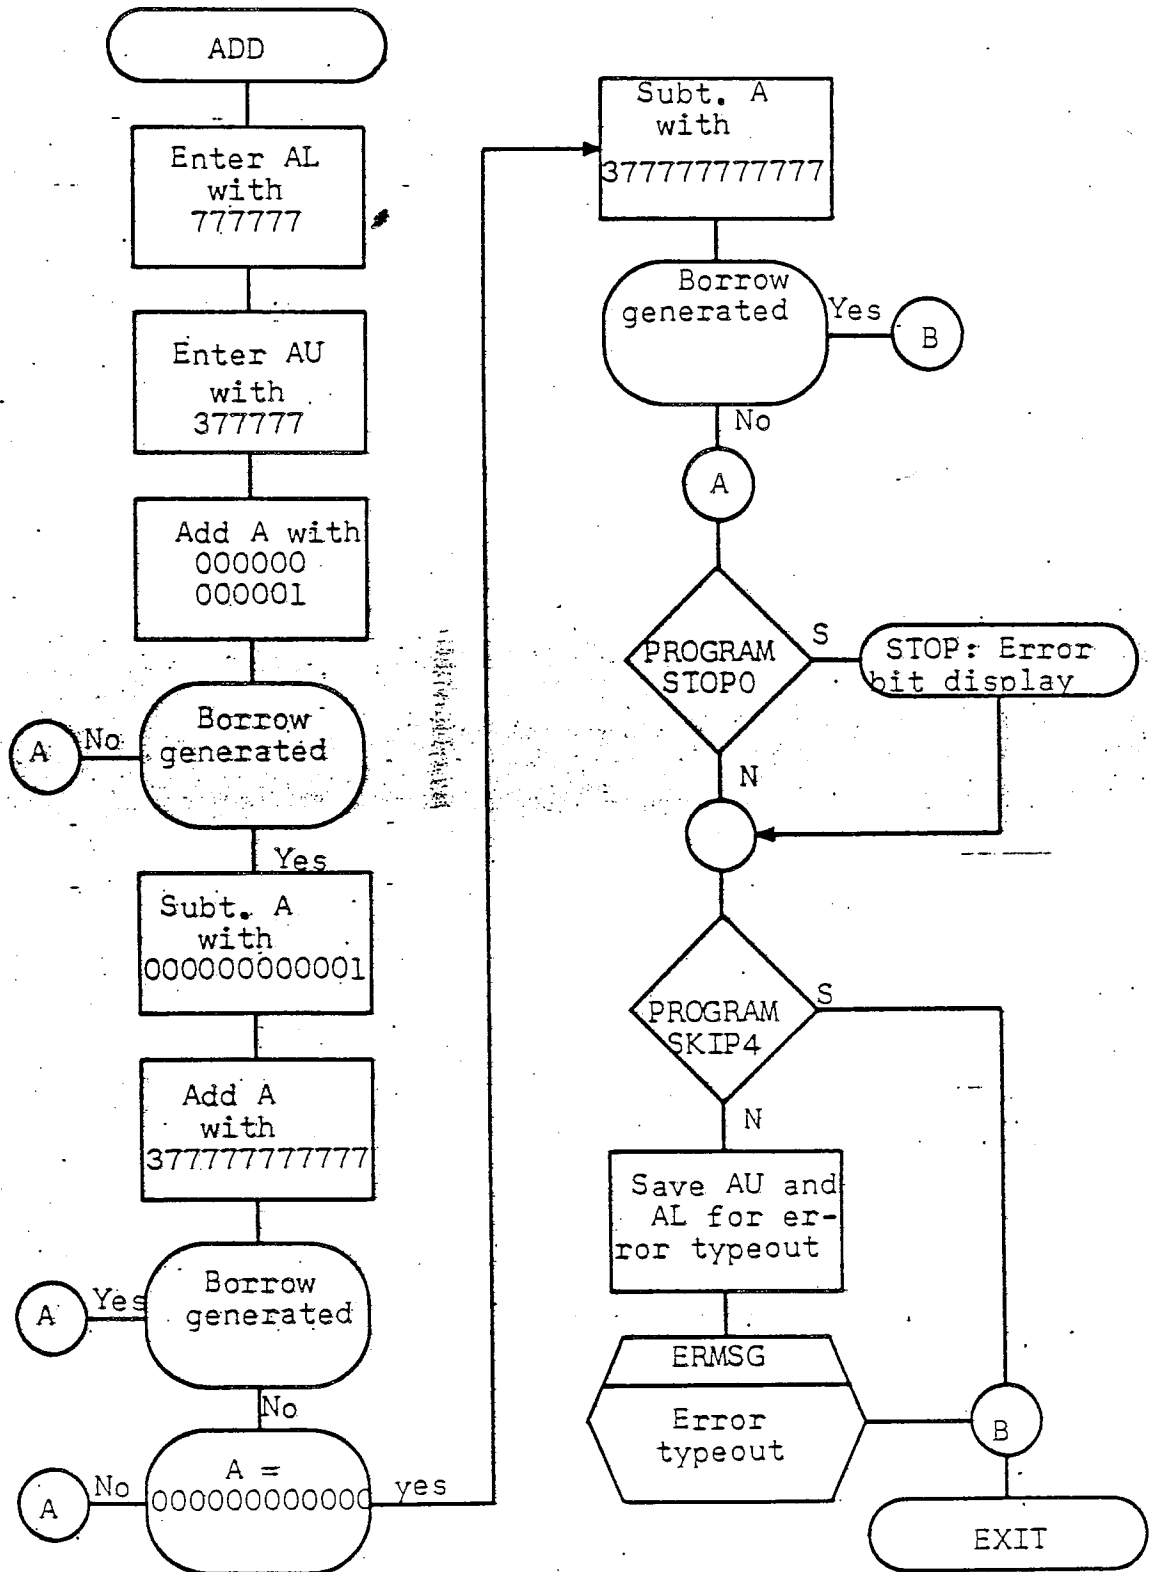 ADD
Enter AL
with
777777
Enter AU
with
377777
Add A with
000000
000001
Borrow
generated
No
A
Yes
Subt. A
with
000000000001
Add A
with
377777777777
Borrow
generated
Yes
A
No
A =
000000000000
No
A
yes
Subt. A
with
377777777777
Borrow
generated
Yes
B
No
A
PROGRAM
STOP0
S
STOP: Error
bit display
N
PROGRAM
SKIP4
S
N
Save AU and
AL for er-
ror typeout
ERMSG
Error
typeout
B
EXIT